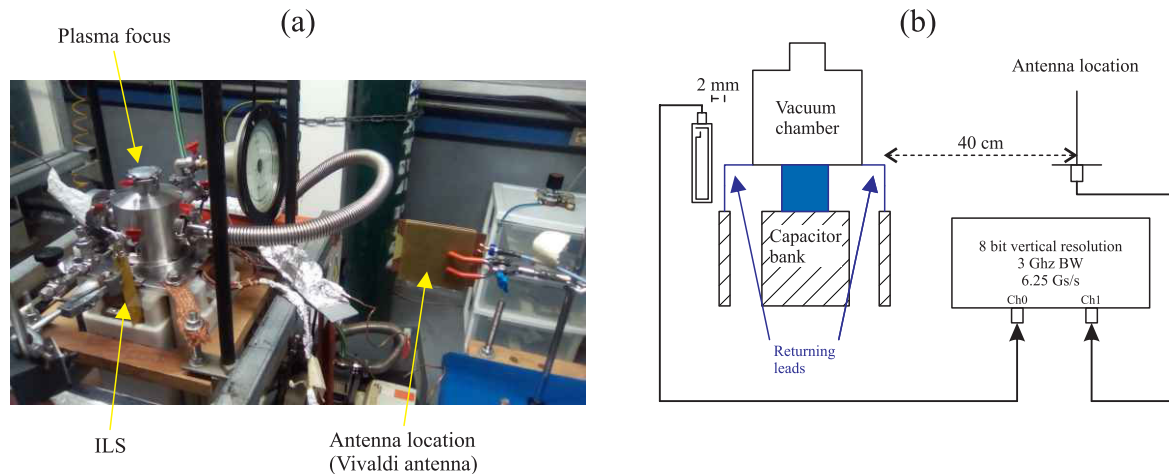 (a)
Plasma focus
ILS
Antenna location
(Vivaldi antenna)
(b)
2 mm
Vacuum
chamber
Antenna location
40 cm
Capacitor
bank
8 bit vertical resolution
3 Ghz BW
6.25 Gs/s
Ch0
Ch1
Returning
leads